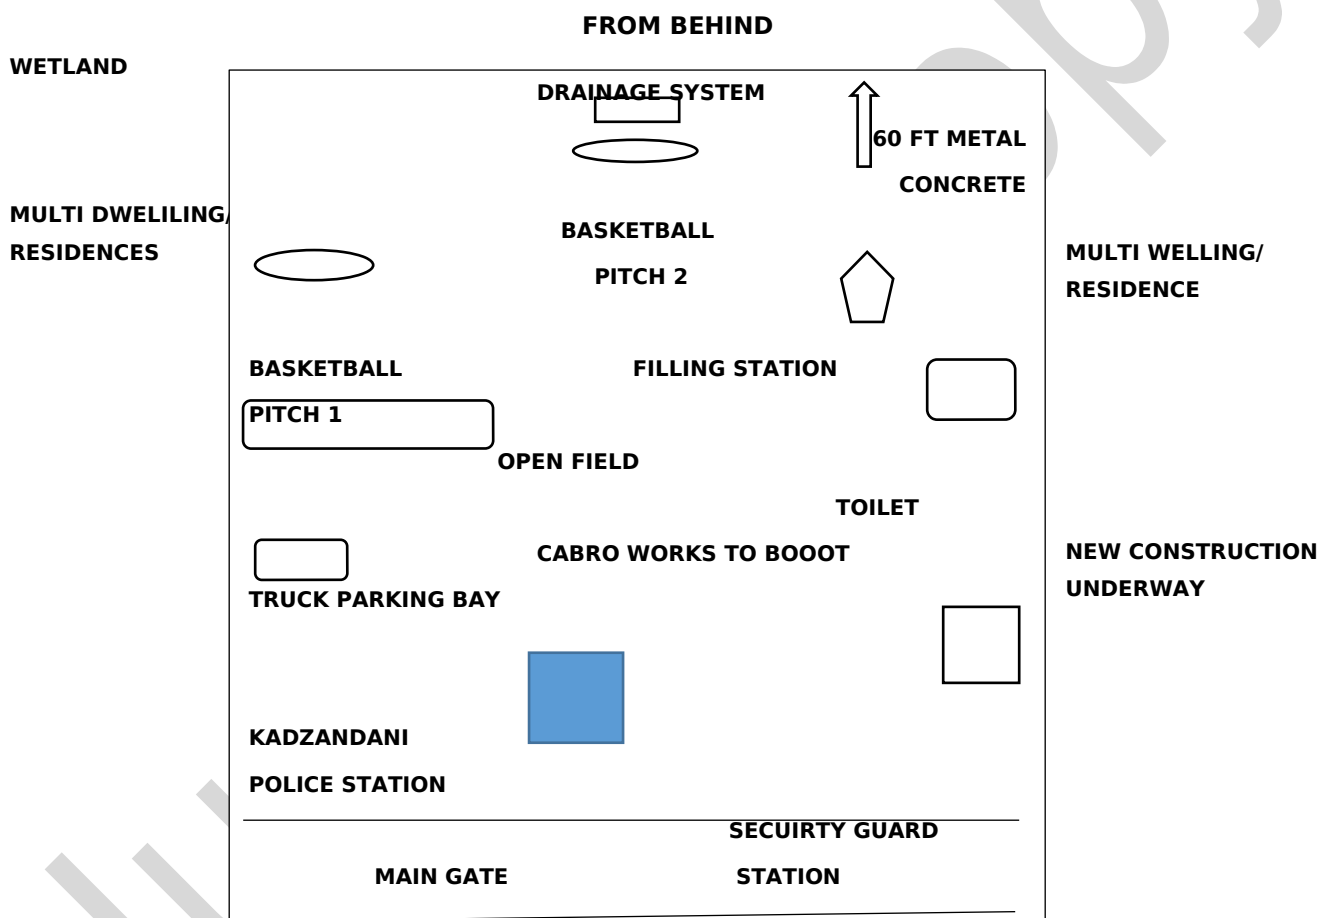 FROM BEHIND
WETLAND
DRAINAGE SYSTEM
60 FT METAL
CONCRETE
MULTI DWELILING/
RESIDENCES
BASKETBALL
PITCH 2
MULTI WELLING/
RESIDENCE
BASKETBALL
PITCH 1
FILLING STATION
OPEN FIELD
TOILET
CABRO WORKS TO BOOOT
NEW CONSTRUCTION
UNDERWAY
TRUCK PARKING BAY
KADZANDANI
POLICE STATION
SECUIRTY GUARD
STATION
MAIN GATE